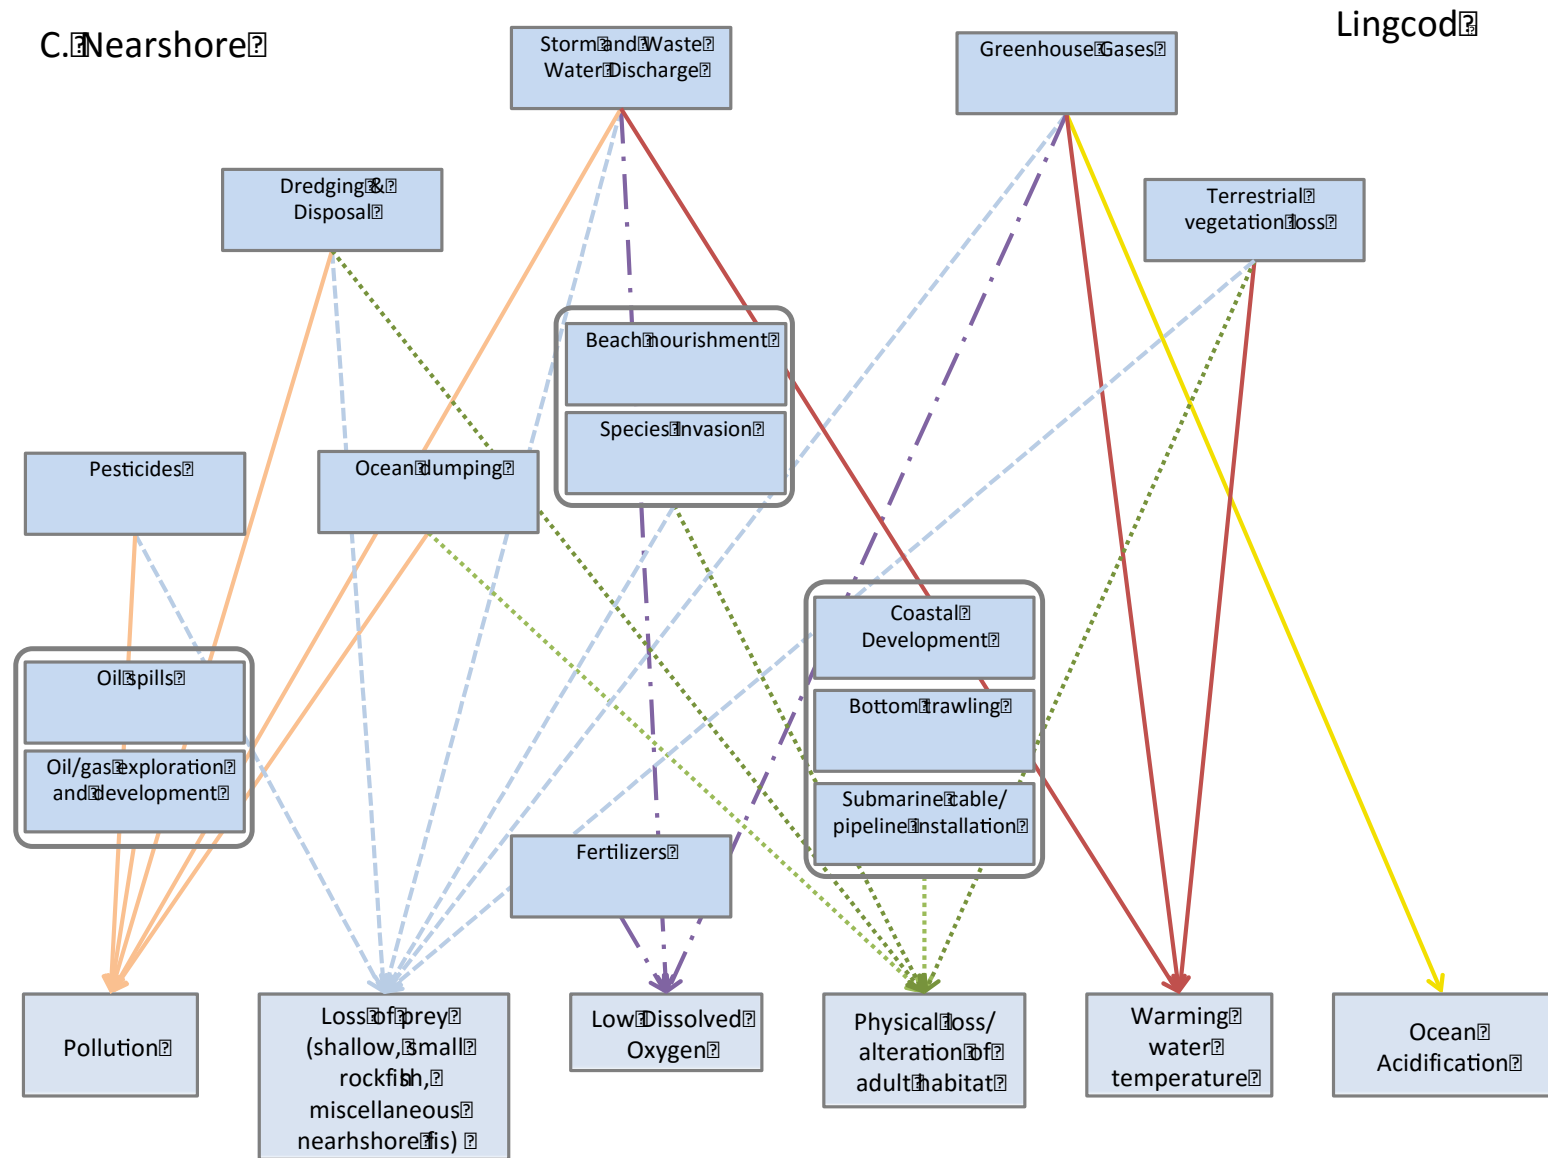 C. Nearshore
Lingcod
Storm and Waste
Water Discharge
Greenhouse Gases
Dredging &
Disposal
Terrestrial
vegetation loss
Beach nourishment
Species Invasion
Pesticides
Ocean dumping
Coastal
Development
Bottom trawling
Submarine cable/
pipeline Installation
Oil spills
Oil/gas exploration
and development
Fertilizers
Pollution
Loss of prey
(shallow, small
rockfish,
miscellaneous
nearhshore fis)
Low Dissolved
Oxygen
Physical loss/
alteration of
adult habitat
Warming
water
temperature
Ocean
Acidification